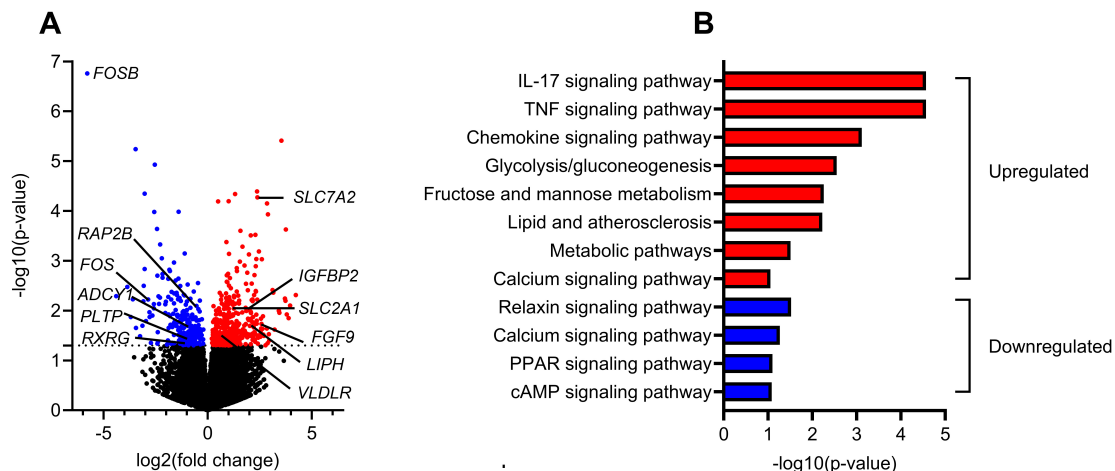 A
7
6
5
4
3
2
1
0
-log10(p-value)
FOSB
SLC7A2
RAP2B
FOS
ADCY1
PLTP
RXRG
IGFBP2
SLC2A1
FGF9
LIPH
VLDLR
-5
0
5
log2(fold change)
B
IL-17 signaling pathway
TNF signaling pathway
Chemokine signaling pathway
Glycolysis/gluconeogenesis
Fructose and mannose metabolism
Lipid and atherosclerosis
Metabolic pathways
Calcium signaling pathway
Relaxin signaling pathway
Calcium signaling pathway
PPAR signaling pathway
cAMP signaling pathway
Upregulated
Downregulated
0
1
2
3
4
5
-log10(p-value)